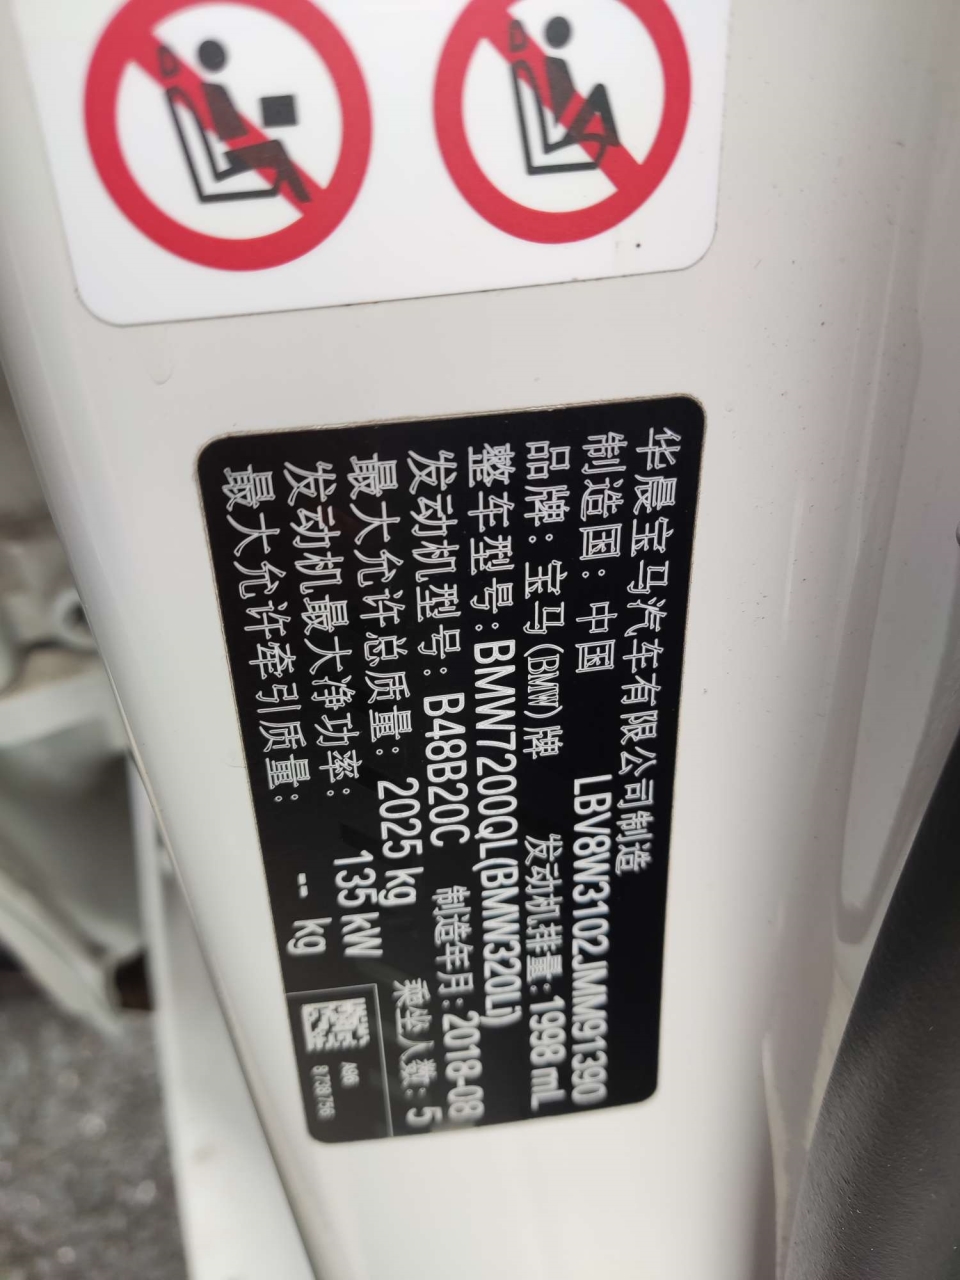 华晨宝马汽车有限公司制造
制造国：中国 LBV8W3102JMM91390
品牌：宝马(BMW)牌 发动机排量：1998 mL
整车型号：BMW7200QL(BMW320Li)
发动机型号：B48B20C 制造年月：2018-08
最大允许总质量：2025 kg 乘坐人数：5
发动机最大净功率：135 kW
最大允许牵引质量：-- kg
A96
8 738756